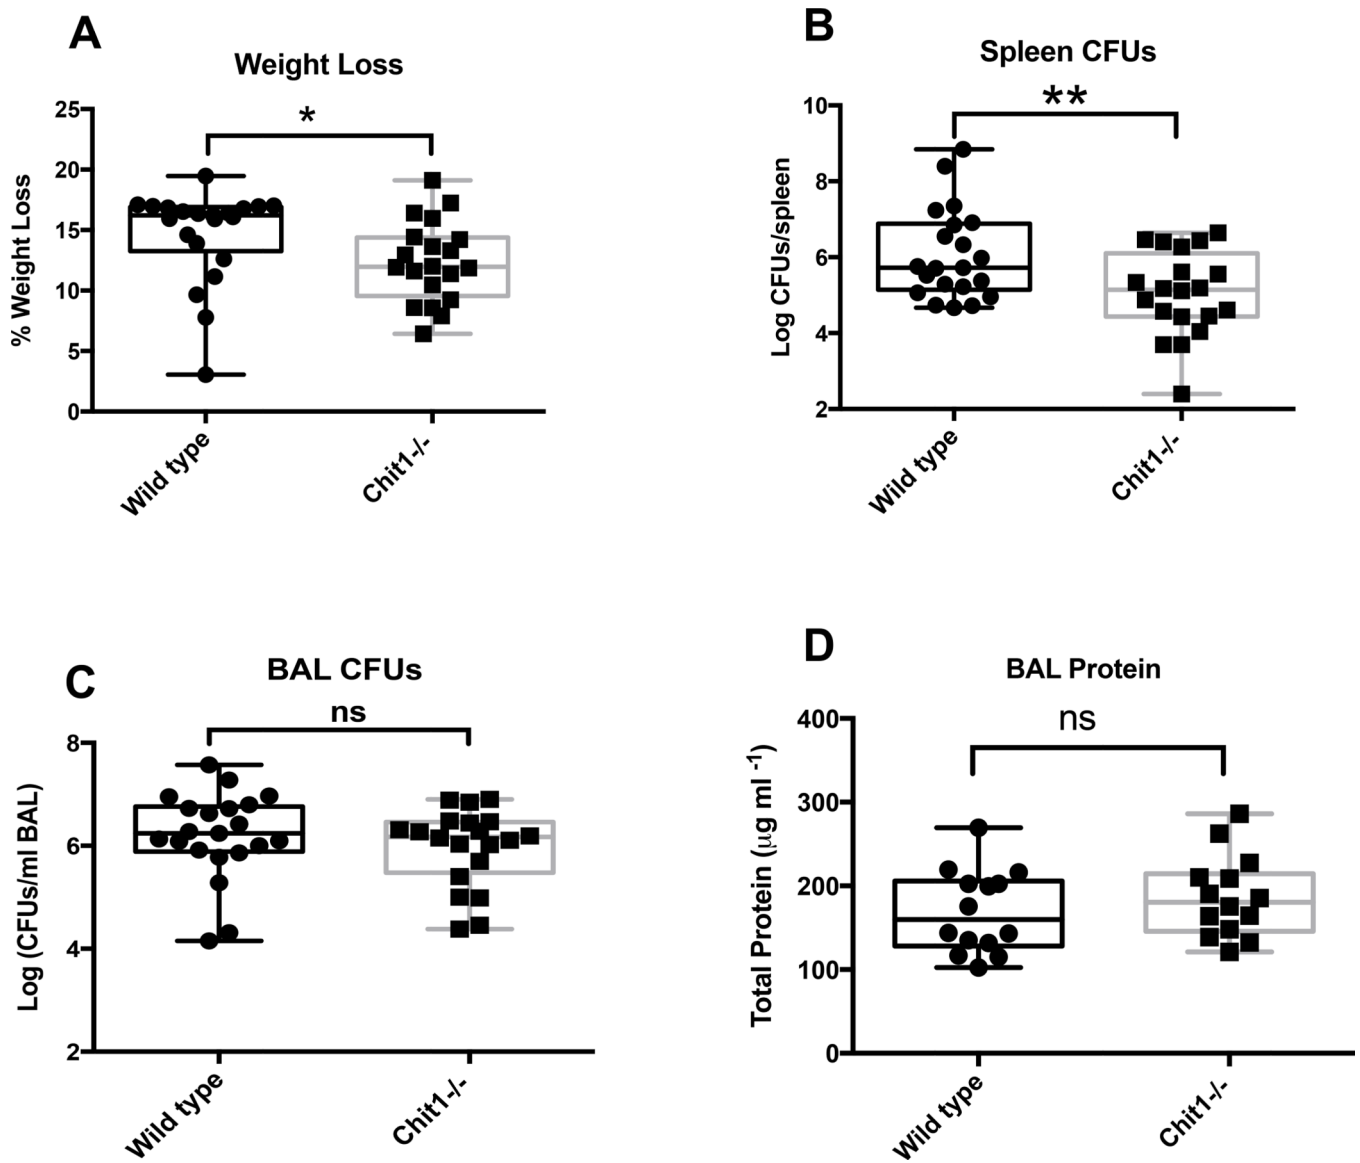 A
Weight Loss
*
25
20
15
10
5
0
% Weight Loss
Wild type
Chit1-/-
B
Spleen CFUs
**
10
8
6
4
2
Log CFUs/spleen
Wild type
Chit1-/-
C
BAL CFUs
ns
8
6
4
2
Log (CFUs/ml BAL)
Wild type
Chit1-/-
D
BAL Protein
ns
400
300
200
100
0
Total Protein (µg ml -1)
Wild type
Chit1-/-